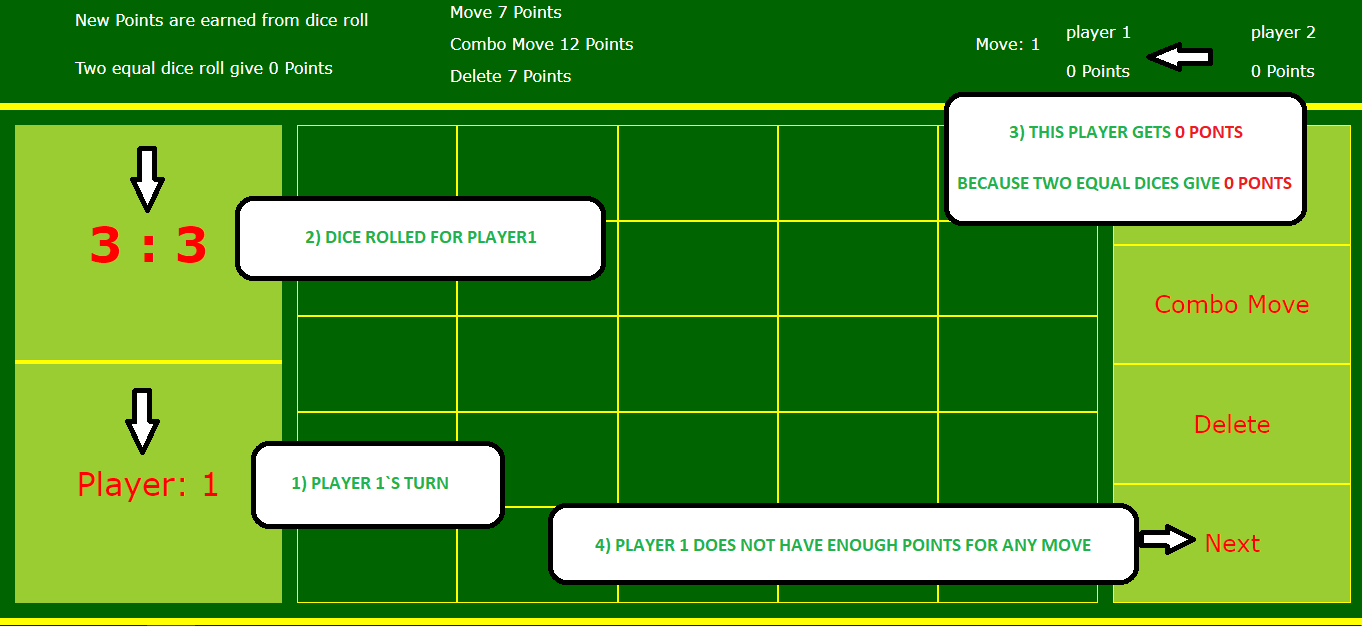 New Points are earned from dice roll
Two equal dice roll give 0 Points
Move 7 Points
Combo Move 12 Points
Delete 7 Points
Move: 1
player 1
0 Points
player 2
0 Points
3) THIS PLAYER GETS 0 PONTS
BECAUSE TWO EQUAL DICES GIVE 0 PONTS
3 : 3
2) DICE ROLLED FOR PLAYER1
Combo Move
Delete
Player: 1
1) PLAYER 1`S TURN
4) PLAYER 1 DOES NOT HAVE ENOUGH POINTS FOR ANY MOVE
Next